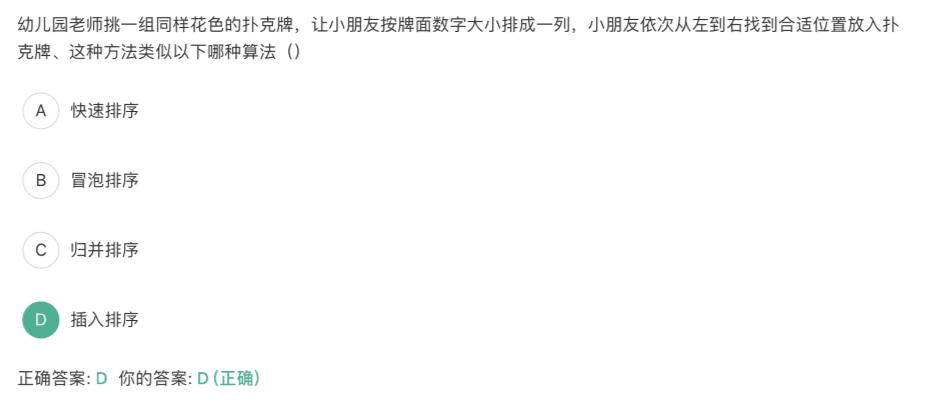 幼儿园老师挑一组同样花色的扑克牌，让小朋友按牌面数字大小排成一列，小朋友依次从左到右找到合适位置放入扑
克牌、这种方法类似以下哪种算法（）
A 快速排序
B 冒泡排序
C 归并排序
D 插入排序
正确答案: D 你的答案: D (正确)